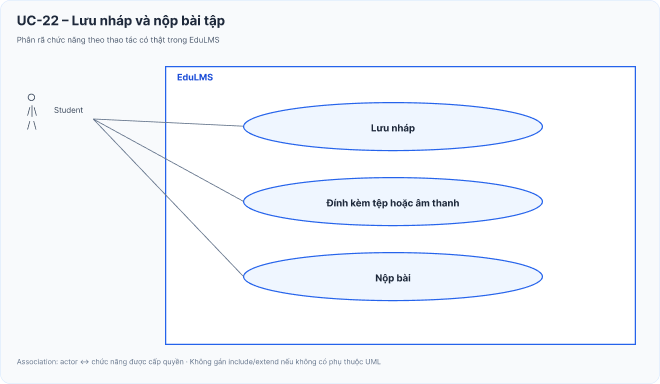 UC-22 – Lưu nháp và nộp bài tập
Phân rã chức năng theo thao tác có thật trong EduLMS
EduLMS
Student
Lưu nháp
Đính kèm tệp hoặc âm thanh
Nộp bài
Association: actor ↔ chức năng được cấp quyền · Không gán include/extend nếu không có phụ thuộc UML